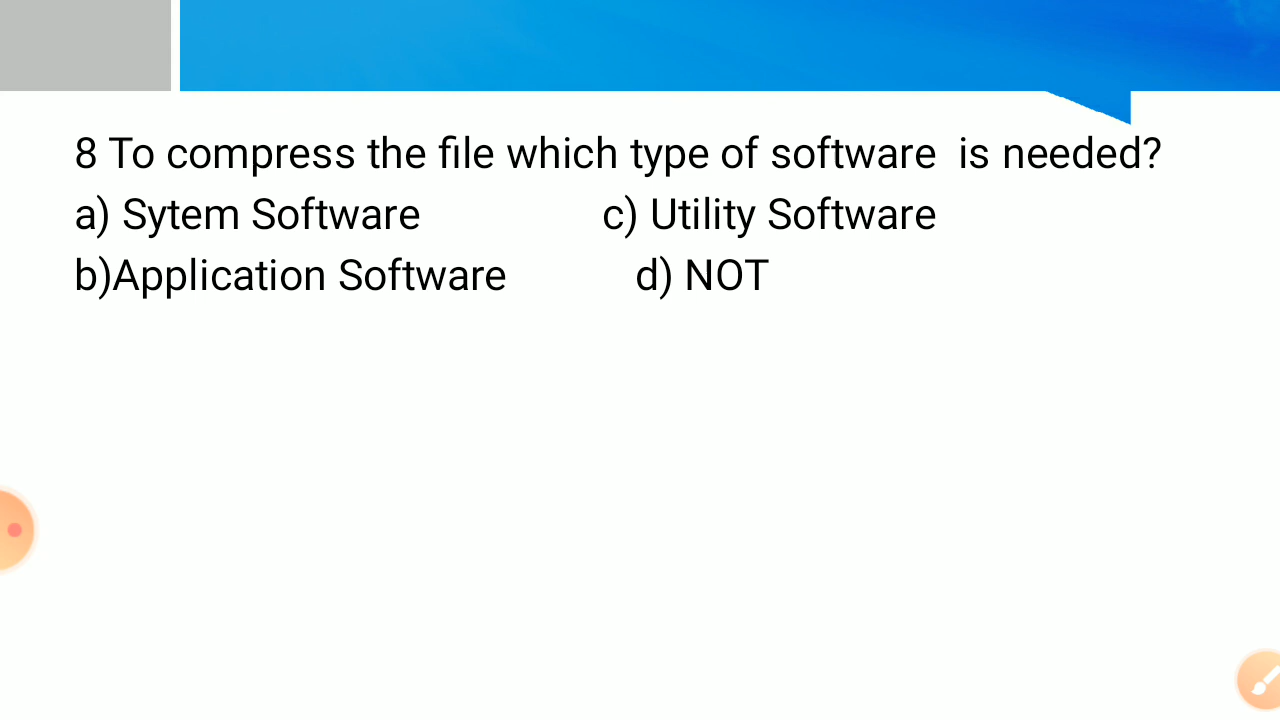 8 To compress the file which type of software  is needed?
a) Sytem Software c) Utility Software
b)Application Software d) NOT